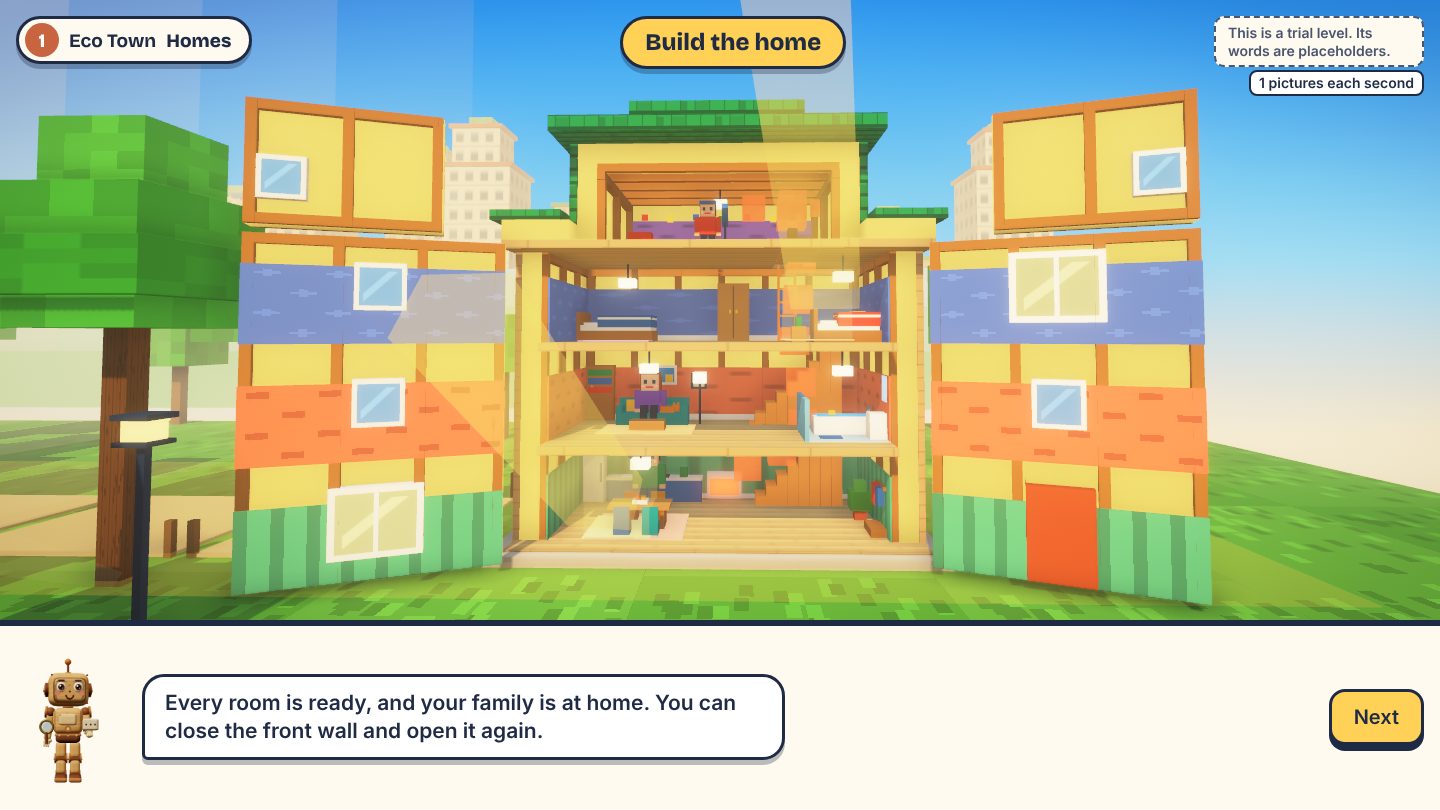 1 Eco Town Homes
Build the home
This is a trial level. Its
words are placeholders.
1 pictures each second
Every room is ready, and your family is at home. You can
close the front wall and open it again.
Next